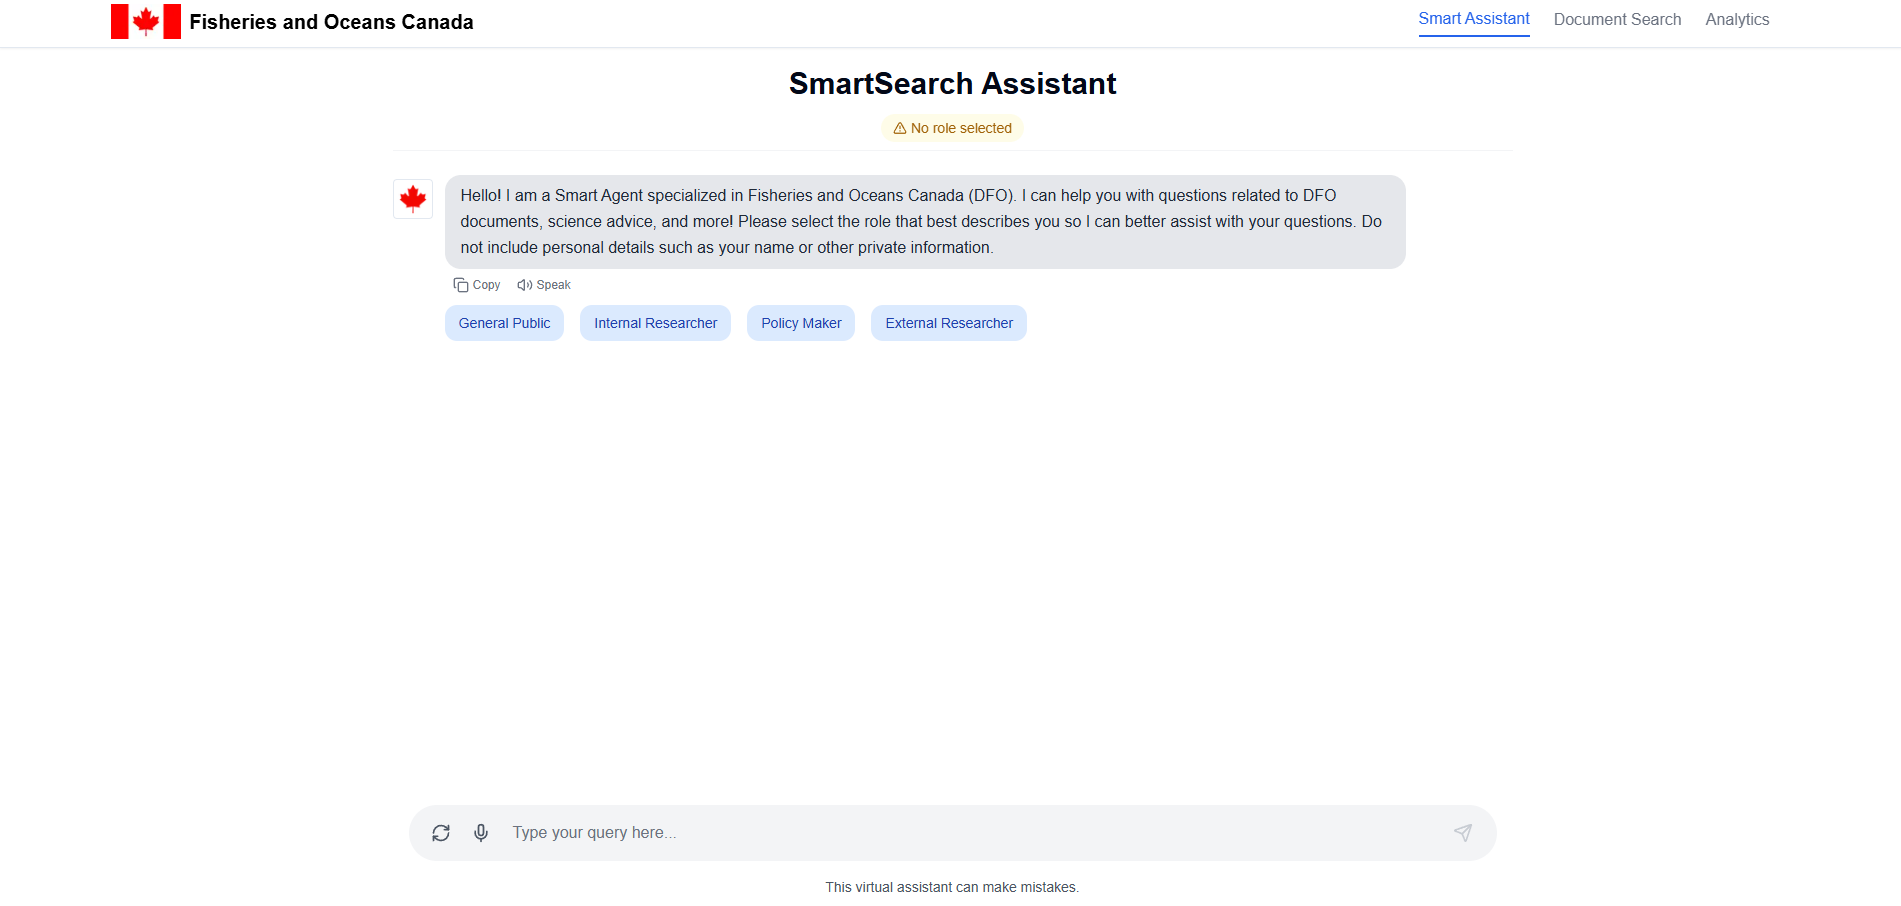 Fisheries and Oceans Canada
Smart Assistant
Document Search
Analytics
SmartSearch Assistant
No role selected
Hello! I am a Smart Agent specialized in Fisheries and Oceans Canada (DFO). I can help you with questions related to DFO
documents, science advice, and more! Please select the role that best describes you so I can better assist with your questions. Do
not include personal details such as your name or other private information.
Copy
Speak
General Public
Internal Researcher
Policy Maker
External Researcher
Type your query here...
This virtual assistant can make mistakes.